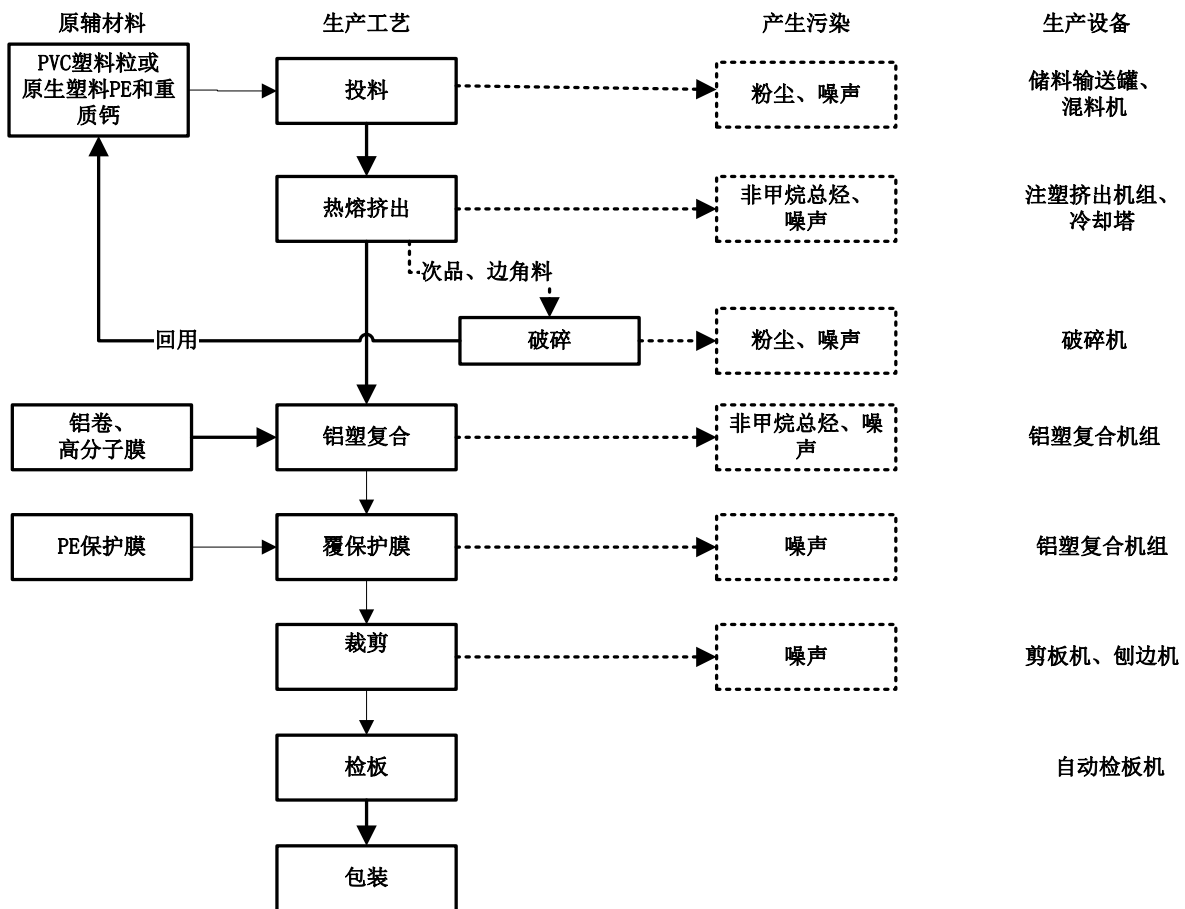 原辅材料
生产工艺
产生污染
生产设备
PVC塑料粒或
原生塑料PE和重
质钙
投料
粉尘、噪声
储料输送罐、
混料机
热熔挤出
非甲烷总烃、
噪声
注塑挤出机组、
冷却塔
次品、边角料
回用
破碎
粉尘、噪声
破碎机
铝卷、
高分子膜
铝塑复合
非甲烷总烃、噪
声
铝塑复合机组
PE保护膜
覆保护膜
噪声
铝塑复合机组
裁剪
噪声
剪板机、刨边机
检板
自动检板机
包装